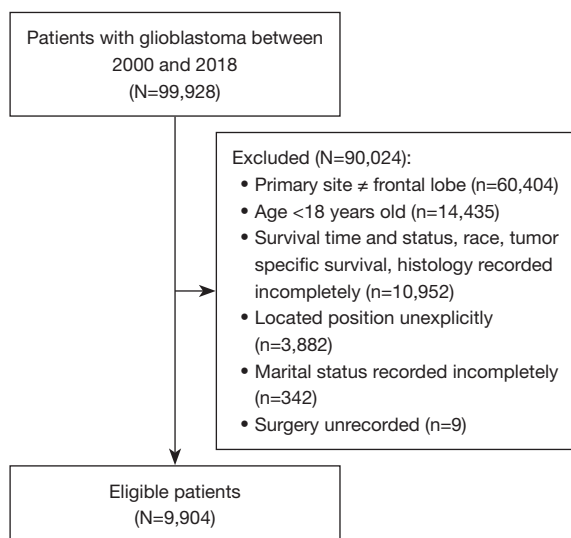 Patients with glioblastoma between
2000 and 2018
(N=99,928)
Excluded (N=90,024):
• Primary site ≠ frontal lobe (n=60,404)
• Age <18 years old (n=14,435)
• Survival time and status, race, tumor
specific survival, histology recorded
incompletely (n=10,952)
• Located position unexplicitly
(n=3,882)
• Marital status recorded incompletely
(n=342)
• Surgery unrecorded (n=9)
Eligible patients
(N=9,904)